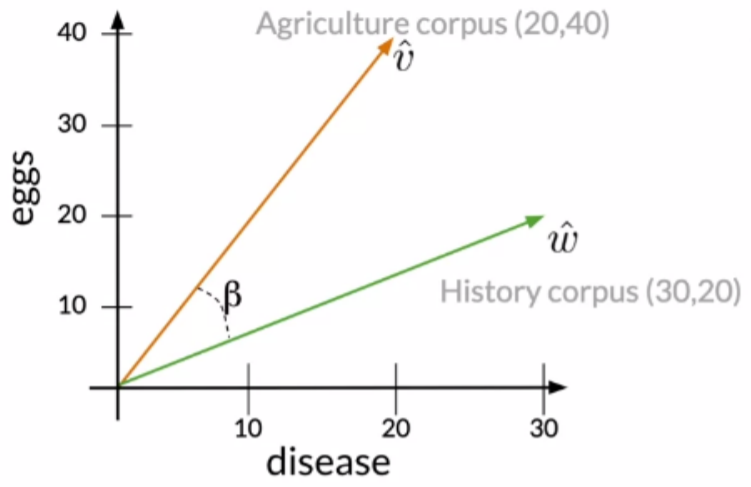 Agriculture corpus (20,40)
40
v̂
30
eggs
20
ŵ
β
History corpus (30,20)
10
10 20 30
disease